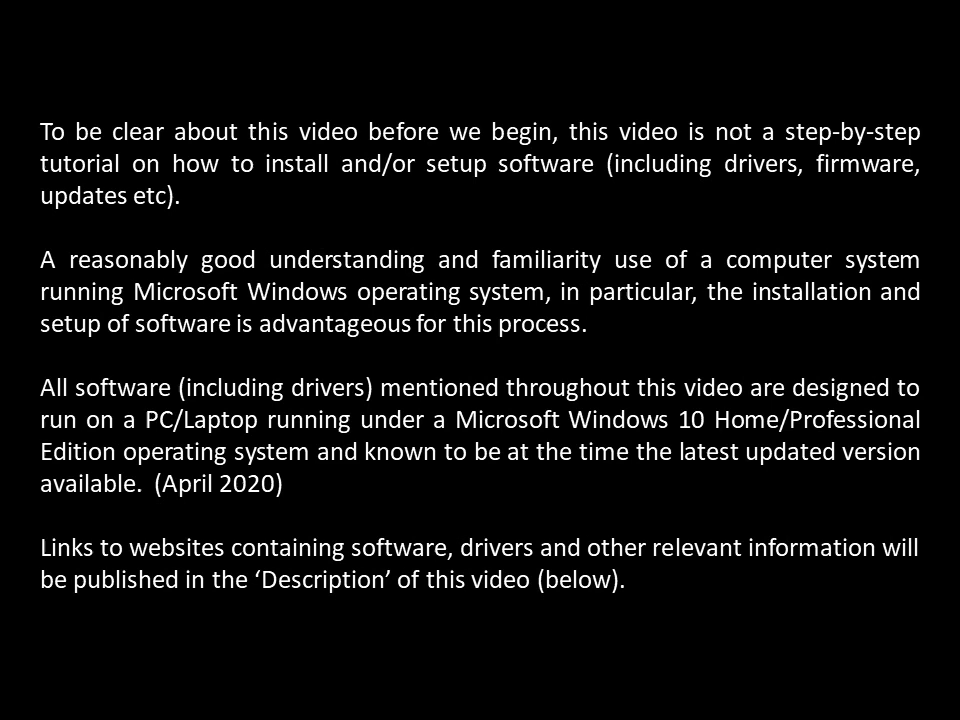 To be clear about this video before we begin, this video is not a step-by-step
tutorial on how to install and/or setup software (including drivers, firmware,
updates etc).
A reasonably good understanding and familiarity use of a computer system
running Microsoft Windows operating system, in particular, the installation and
setup of software is advantageous for this process.
All software (including drivers) mentioned throughout this video are designed to
run on a PC/Laptop running under a Microsoft Windows 10 Home/Professional
Edition operating system and known to be at the time the latest updated version
available.  (April 2020)
Links to websites containing software, drivers and other relevant information will
be published in the ‘Description’ of this video (below).